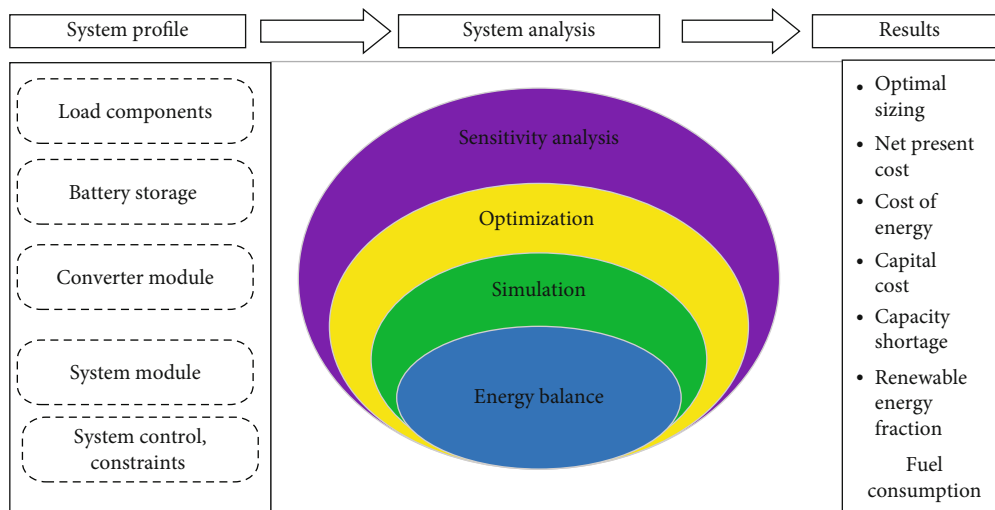 System profile
System analysis
Results
Load components
Battery storage
Converter module
System module
System control,
constraints
Sensitivity analysis
Optimization
Simulation
Energy balance
• Optimal
sizing
• Net present
cost
• Cost of
energy
• Capital
cost
• Capacity
shortage
• Renewable
energy
fraction
Fuel
consumption